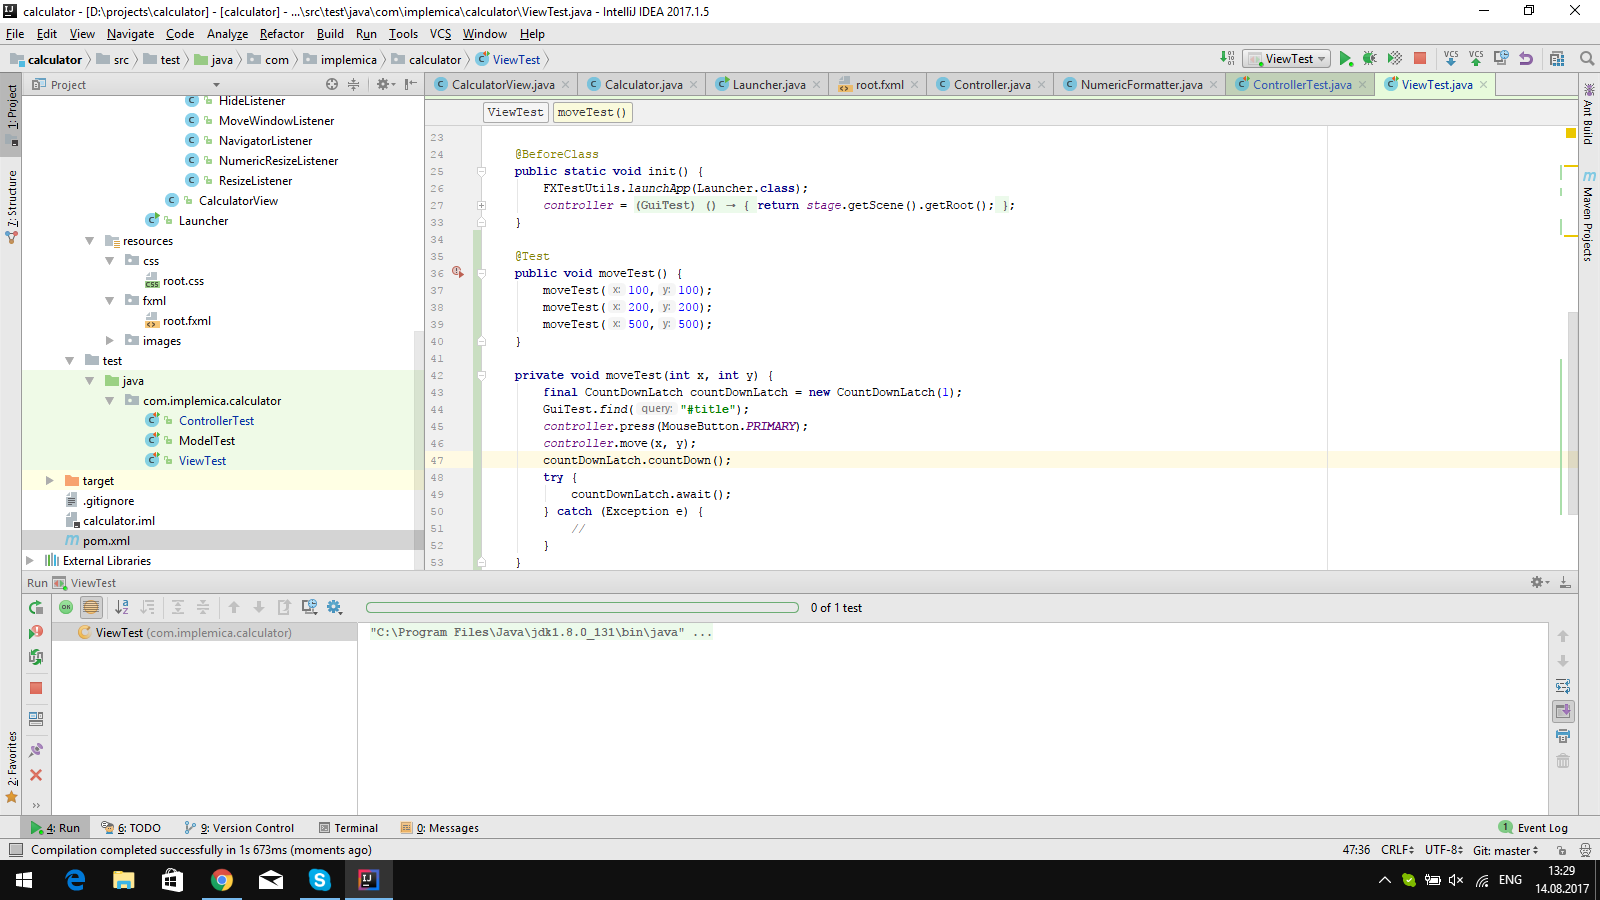 calculator - [D:\projects\calculator] - [calculator] - ...\src\test\java\com\implemica\calculator\ViewTest.java - IntelliJ IDEA 2017.1.5
File Edit View Navigate Code Analyze Refactor Build Run Tools VCS Window Help
calculator src test java com implemica calculator ViewTest
ViewTest
VCS VCS
Project
CalculatorView.java Calculator.java Launcher.java root.fxml Controller.java NumericFormatter.java ControllerTest.java ViewTest.java
1: Project
7: Structure
2: Favorites
Ant Build
Maven Projects
HideListener
MoveWindowListener
NavigatorListener
NumericResizeListener
ResizeListener
CalculatorView
Launcher
resources
css
root.css
fxml
root.fxml
images
test
java
com.implemica.calculator
ControllerTest
ModelTest
ViewTest
target
.gitignore
calculator.iml
pom.xml
External Libraries
ViewTest moveTest()
23
24 @BeforeClass
25 public static void init() {
26 FXTestUtils.launchApp(Launcher.class);
27 controller = (GuiTest) () → { return stage.getScene().getRoot(); };
33 }
34
35 @Test
36 public void moveTest() {
37 moveTest( x: 100, y: 100);
38 moveTest( x: 200, y: 200);
39 moveTest( x: 500, y: 500);
40 }
41
42 private void moveTest(int x, int y) {
43 final CountDownLatch countDownLatch = new CountDownLatch(1);
44 GuiTest.find( query: "#title");
45 controller.press(MouseButton.PRIMARY);
46 controller.move(x, y);
47 countDownLatch.countDown();
48 try {
49 countDownLatch.await();
50 } catch (Exception e) {
51 //
52 }
53 }
Run ViewTest
OK
0 of 1 test
ViewTest (com.implemica.calculator)
"C:\Program Files\Java\jdk1.8.0_131\bin\java" ...
4: Run 6: TODO 9: Version Control Terminal 0: Messages
1 Event Log
Compilation completed successfully in 1s 673ms (moments ago)
47:36 CRLF UTF-8 Git: master
ENG
13:29
14.08.2017